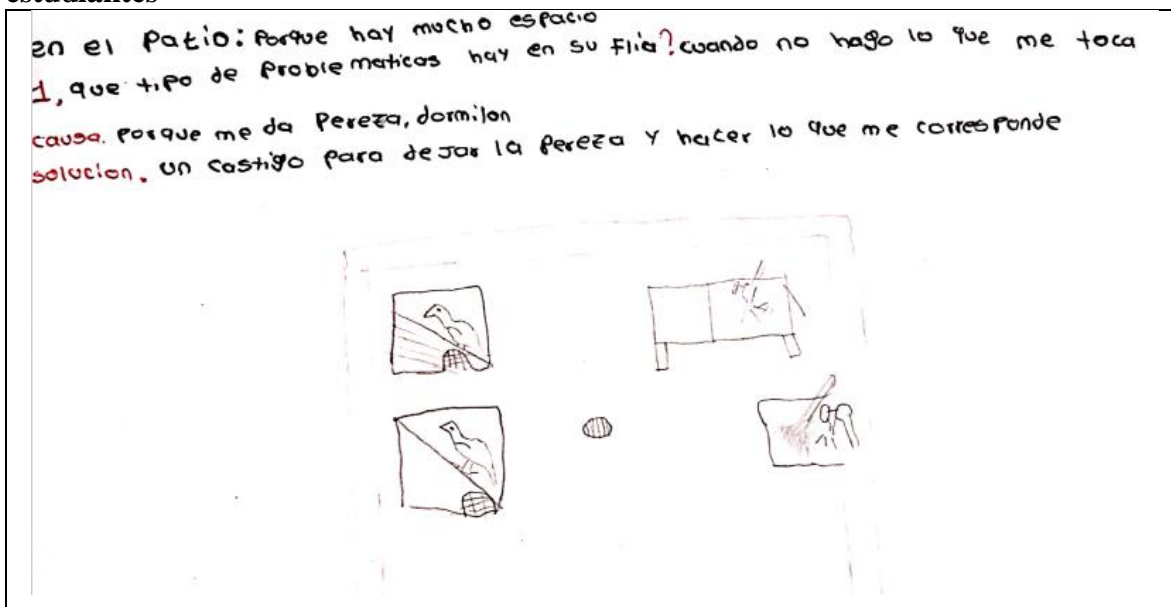 estudiantes
en el Patio: Porque hay mucho espacio
1, que tipo de Problematicas hay en su Flia? cuando no hago lo que me toca
causa. Porque me da Pereza, dormilon
solucion. un castigo para dejar la Pereza y hacer lo que me corresponde